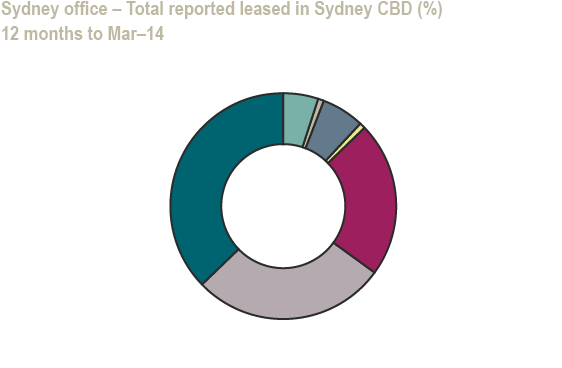 Sydney office – Total reported leased in Sydney CBD (%)
12 months to Mar–14